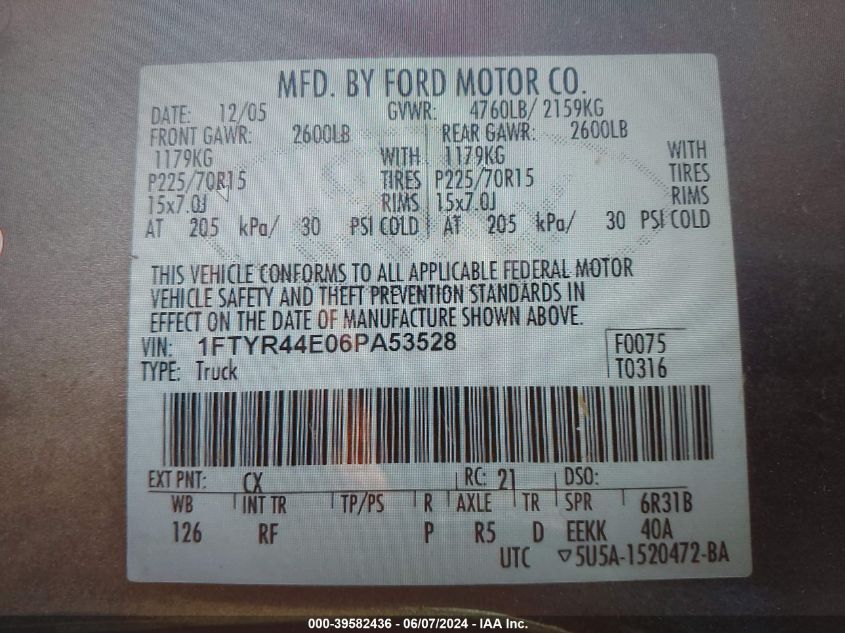 MFD. BY FORD MOTOR CO.
DATE: 12/05 GVWR: 4760LB/ 2159KG
FRONT GAWR: 2600LB REAR GAWR: 2600LB
1179KG WITH 1179KG WITH
P225/70R15 TIRES P225/70R15 TIRES
15x7.0J RIMS 15x7.0J RIMS
AT 205 kPa/ 30 PSI COLD AT 205 kPa/ 30 PSI COLD
THIS VEHICLE CONFORMS TO ALL APPLICABLE FEDERAL MOTOR
VEHICLE SAFETY AND THEFT PREVENTION STANDARDS IN
EFFECT ON THE DATE OF MANUFACTURE SHOWN ABOVE.
VIN: 1FTYR44E06PA53528 F0075
TYPE: Truck T0316
EXT PNT: CX RC: 21 DSO:
WB INT TR TP/PS R AXLE TR SPR 6R31B
126 RF P R5 D EEKK 40A
UTC ▽5U5A-1520472-BA
000-39582436 - 06/07/2024 - IAA Inc.